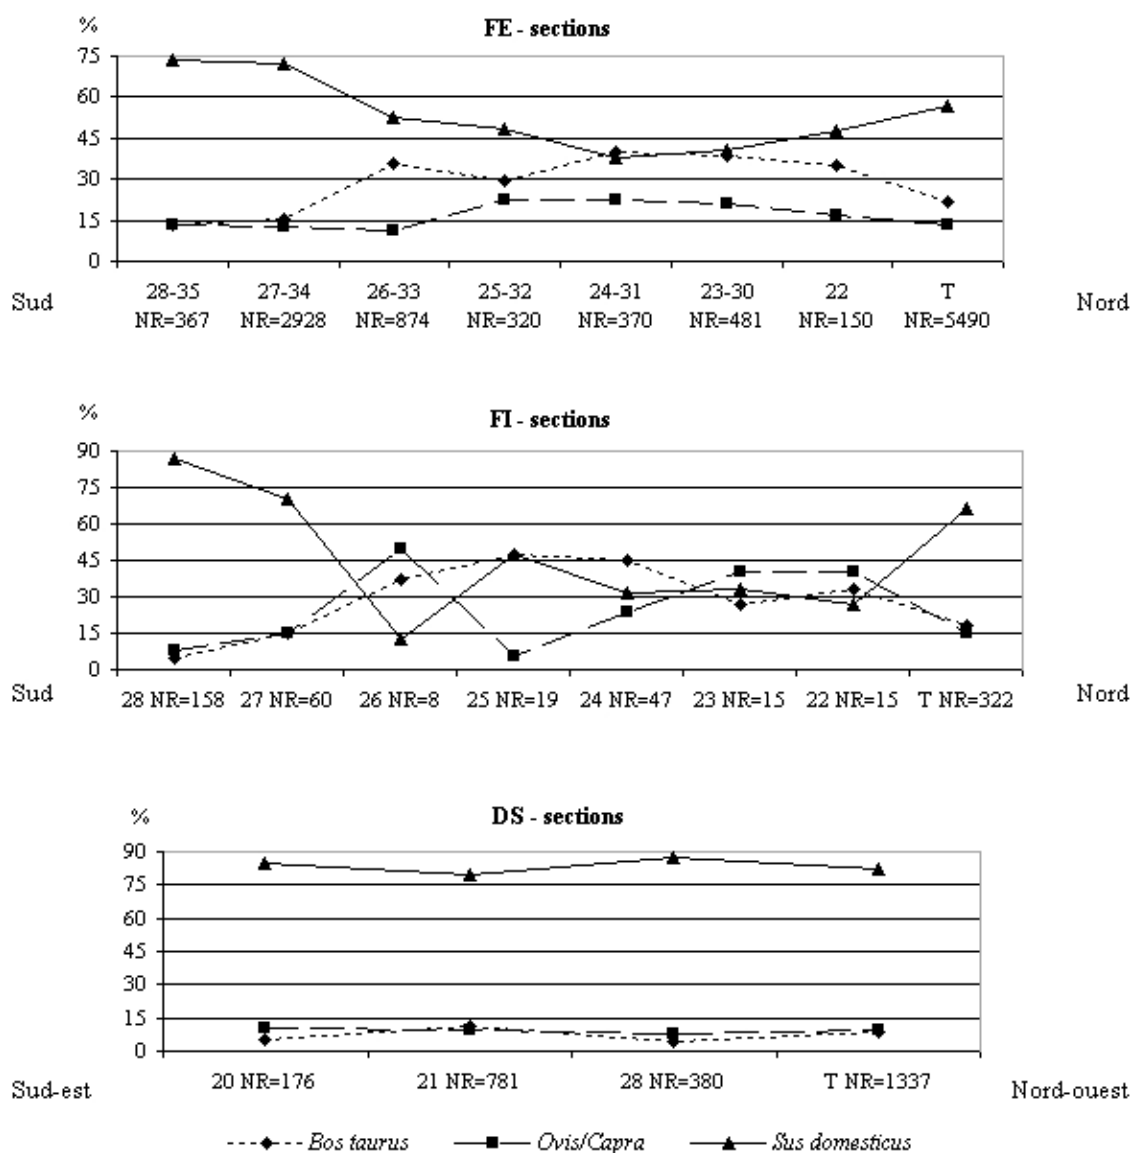 %
FE - sections
75
60
45
30
15
0
28-35 27-34 26-33 25-32 24-31 23-30 22 T
Sud Nord
NR=367 NR=2928 NR=874 NR=320 NR=370 NR=481 NR=150 NR=5490
%
FI - sections
90
75
60
45
30
15
0
Sud 28 NR=158 27 NR=60 26 NR=8 25 NR=19 24 NR=47 23 NR=15 22 NR=15 T NR=322 Nord
%
DS - sections
90
75
60
45
30
15
0
20 NR=176 21 NR=781 28 NR=380 T NR=1337
Sud-est Nord-ouest
Bos taurus Ovis/Capra Sus domesticus